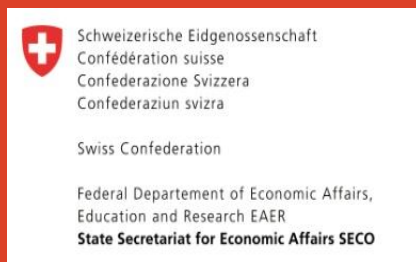 Schweizerische Eidgenossenschaft
Confédération suisse
Confederazione Svizzera
Confederaziun svizra
Swiss Confederation
Federal Departement of Economic Affairs,
Education and Research EAER
State Secretariat for Economic Affairs SECO